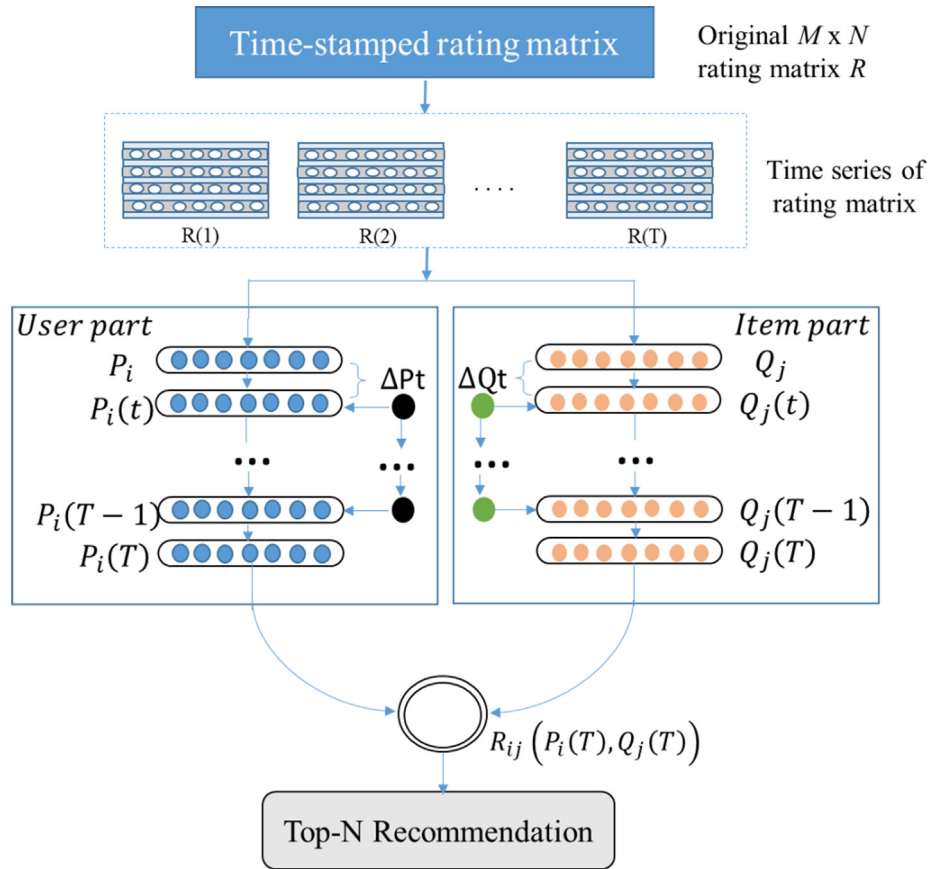 Time-stamped rating matrix
Original M x N
rating matrix R
R(1)
R(2)
. . . .
R(T)
Time series of
rating matrix
User part
P_i
P_i(t)
ΔPt
...
...
P_i(T − 1)
P_i(T)
Item part
ΔQt
Q_j
Q_j(t)
...
...
Q_j(T − 1)
Q_j(T)
R_ij (P_i(T), Q_j(T))
Top-N Recommendation